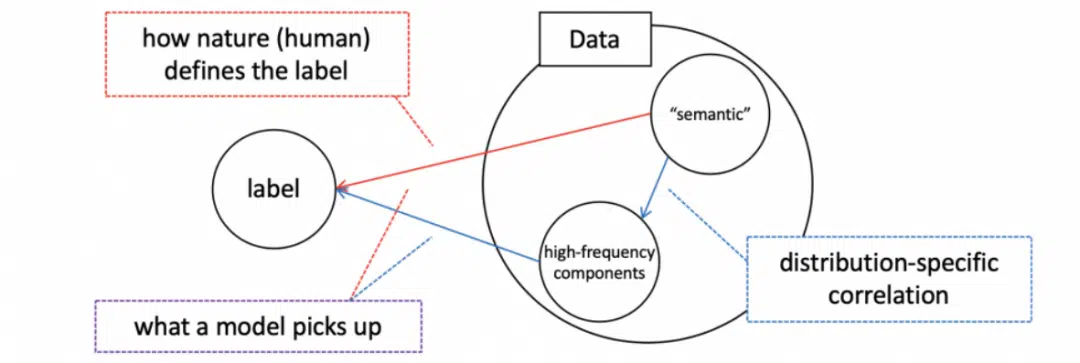 how nature (human)
defines the label
Data
“semantic”
label
high-frequency
components
distribution-specific
correlation
what a model picks up